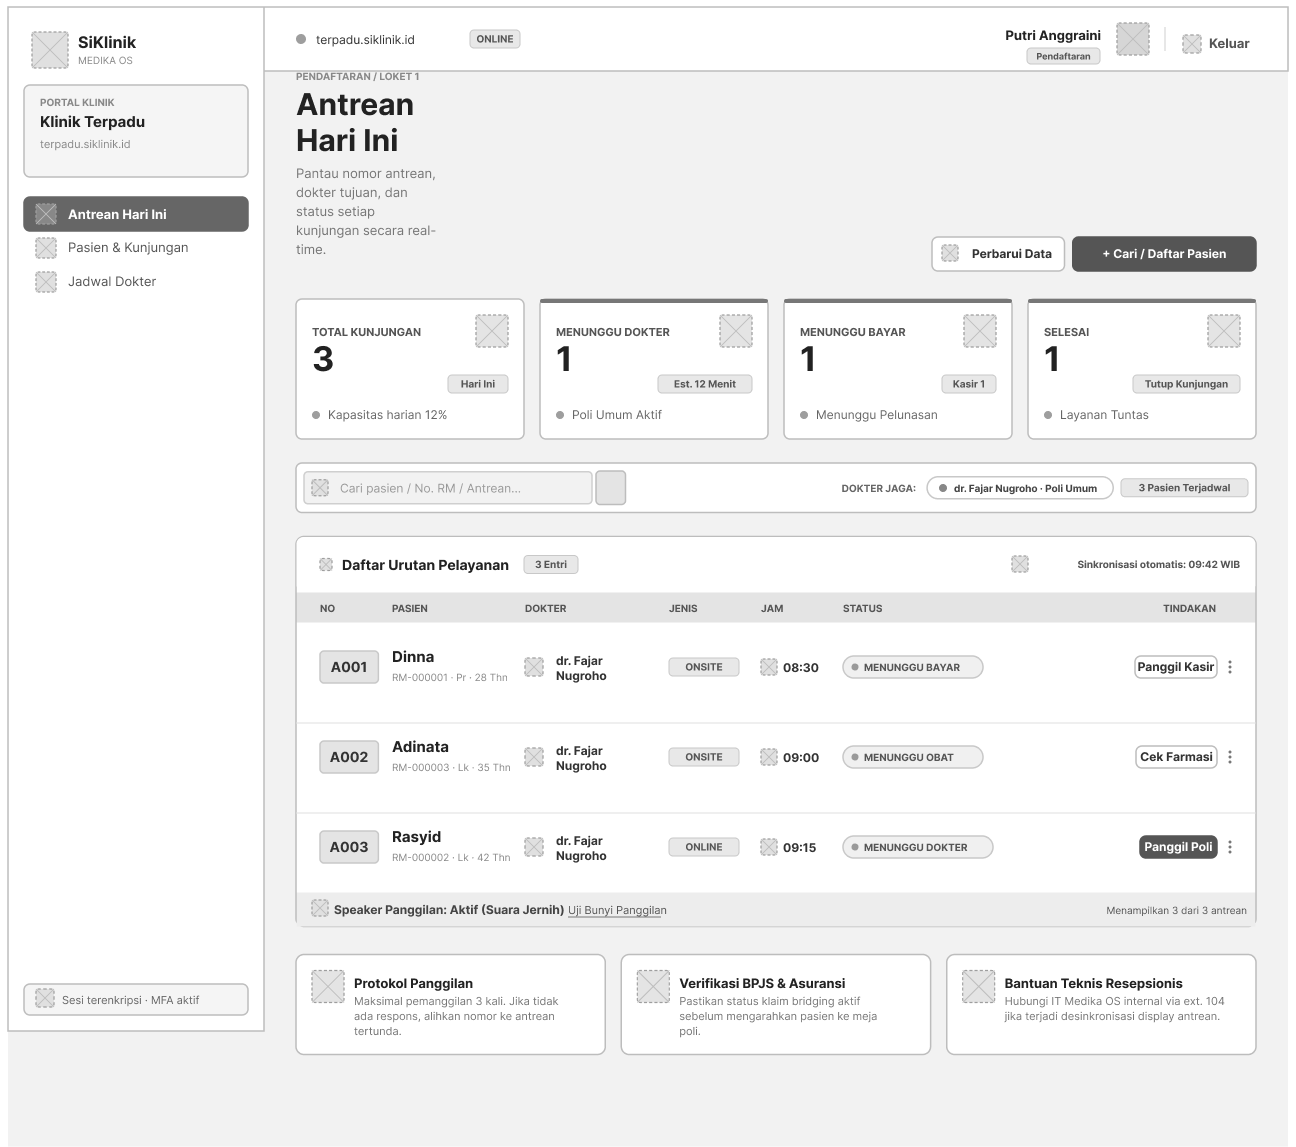 SiKlinik
MEDIKA OS
PORTAL KLINIK
Klinik Terpadu
terpadu.siklinik.id
Antrean Hari Ini
Pasien & Kunjungan
Jadwal Dokter
Sesi terenkripsi · MFA aktif
terpadu.siklinik.id
ONLINE
Putri Anggraini
Pendaftaran
Keluar
PENDAFTARAN / LOKET 1
Antrean
Hari Ini
Pantau nomor antrean,
dokter tujuan, dan
status setiap
kunjungan secara real-
time.
Perbarui Data
+ Cari / Daftar Pasien
TOTAL KUNJUNGAN
3
Hari Ini
Kapasitas harian 12%
MENUNGGU DOKTER
1
Est. 12 Menit
Poli Umum Aktif
MENUNGGU BAYAR
1
Kasir 1
Menunggu Pelunasan
SELESAI
1
Tutup Kunjungan
Layanan Tuntas
Cari pasien / No. RM / Antrean...
DOKTER JAGA:
dr. Fajar Nugroho · Poli Umum
3 Pasien Terjadwal
Daftar Urutan Pelayanan
3 Entri
Sinkronisasi otomatis: 09:42 WIB
NO PASIEN DOKTER JENIS JAM STATUS TINDAKAN
A001
Dinna
RM-000001 · Pr · 28 Thn
dr. Fajar
Nugroho
ONSITE
08:30
MENUNGGU BAYAR
Panggil Kasir
A002
Adinata
RM-000003 · Lk · 35 Thn
dr. Fajar
Nugroho
ONSITE
09:00
MENUNGGU OBAT
Cek Farmasi
A003
Rasyid
RM-000002 · Lk · 42 Thn
dr. Fajar
Nugroho
ONLINE
09:15
MENUNGGU DOKTER
Panggil Poli
Speaker Panggilan: Aktif (Suara Jernih) Uji Bunyi Panggilan
Menampilkan 3 dari 3 antrean
Protokol Panggilan
Maksimal pemanggilan 3 kali. Jika tidak
ada respons, alihkan nomor ke antrean
tertunda.
Verifikasi BPJS & Asuransi
Pastikan status klaim bridging aktif
sebelum mengarahkan pasien ke meja
poli.
Bantuan Teknis Resepsionis
Hubungi IT Medika OS internal via ext. 104
jika terjadi desinkronisasi display antrean.